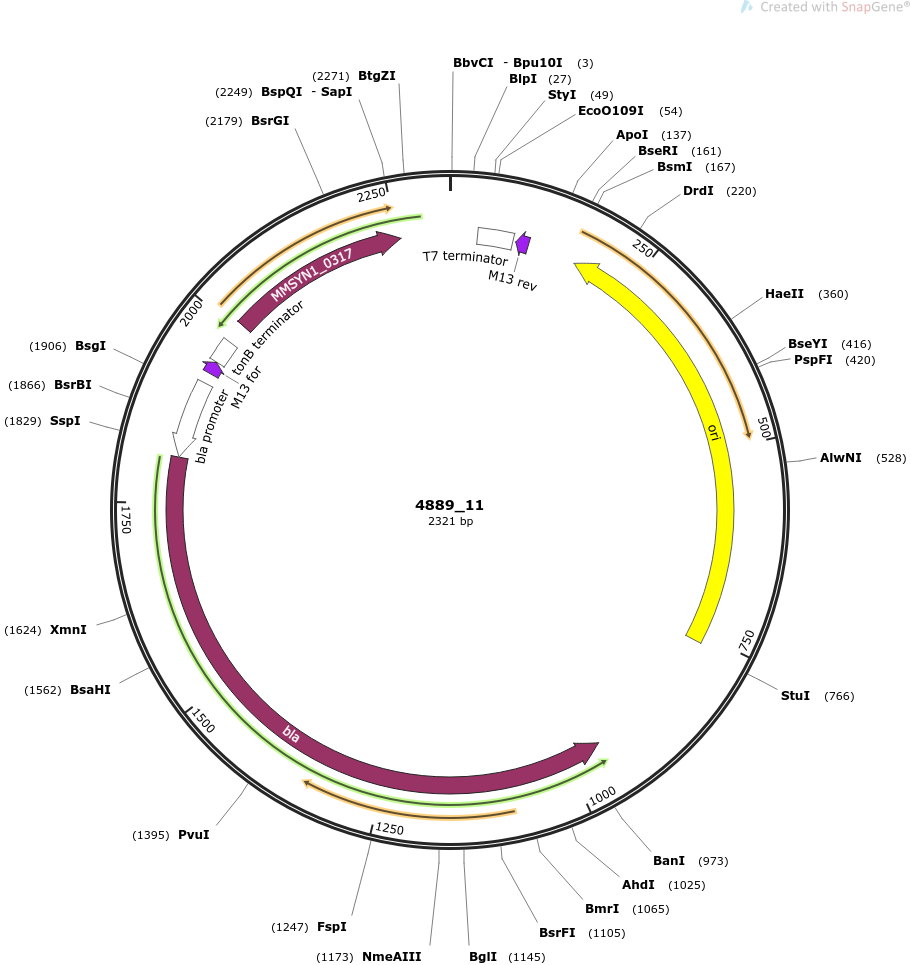 Created with SnapGene®
BbvCI - Bpu10I (3)
BlpI (27)
StyI (49)
EcoO109I (54)
ApoI (137)
BseRI (161)
BsmI (167)
DrdI (220)
HaeII (360)
BseYI (416)
PspFI (420)
AlwNI (528)
StuI (766)
BanI (973)
AhdI (1025)
BmrI (1065)
BsrFI (1105)
BglI (1145)
(1173) NmeAIII
(1247) FspI
(1395) PvuI
(1562) BsaHI
(1624) XmnI
(1829) SspI
(1866) BsrBI
(1906) BsgI
(2179) BsrGI
(2249) BspQI - SapI
(2271) BtgZI
250
500
750
1000
1250
1500
1750
2000
2250
T7 terminator
M13 rev
ori
bla
bla promoter
M13 for
tonB terminator
MMSYN1_0317
4889_11
2321 bp